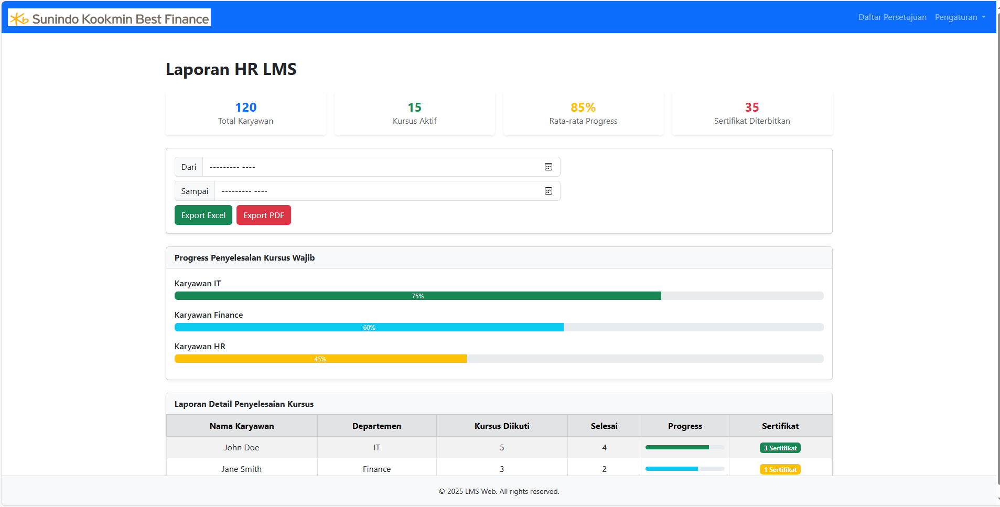 Sunindo Kookmin Best Finance
Daftar Persetujuan Pengaturan
Laporan HR LMS
120
Total Karyawan
15
Kursus Aktif
85%
Rata-rata Progress
35
Sertifikat Diterbitkan
Dari --------- ----
Sampai --------- ----
Export Excel Export PDF
Progress Penyelesaian Kursus Wajib
Karyawan IT
75%
Karyawan Finance
60%
Karyawan HR
45%
Laporan Detail Penyelesaian Kursus
Nama Karyawan Departemen Kursus Diikuti Selesai Progress Sertifikat
John Doe IT 5 4 3 Sertifikat
Jane Smith Finance 3 2 1 Sertifikat
© 2025 LMS Web. All rights reserved.